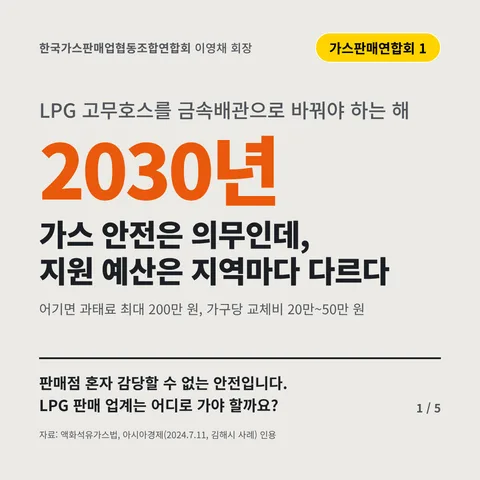 한국가스판매업협동조합연합회 이영채 회장
가스판매연합회 1
LPG 고무호스를 금속배관으로 바꿔야 하는 해
2030년
가스 안전은 의무인데,
지원 예산은 지역마다 다르다
어기면 과태료 최대 200만 원, 가구당 교체비 20만~50만 원
판매점 혼자 감당할 수 없는 안전입니다.
LPG 판매 업계는 어디로 가야 할까요?
1 / 5
자료: 액화석유가스법, 아시아경제(2024.7.11, 김해시 사례) 인용